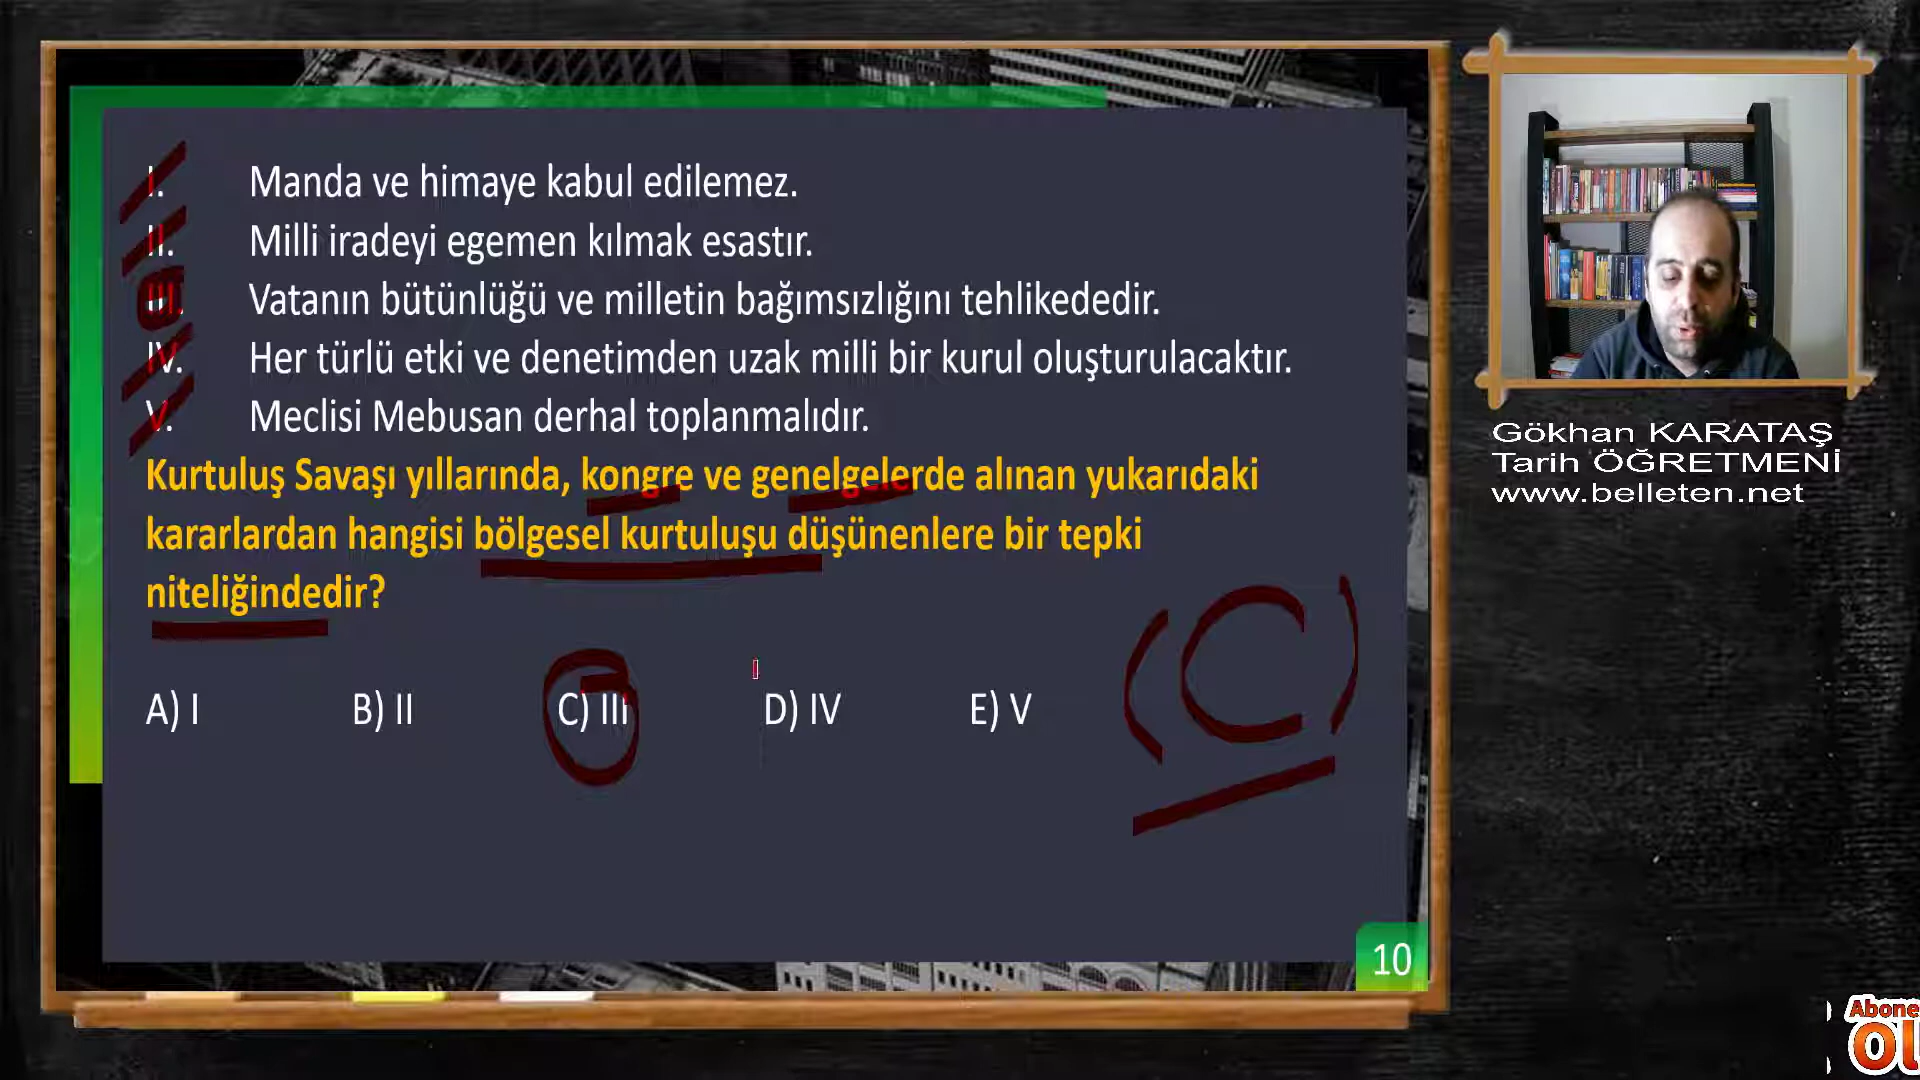 I. Manda ve himaye kabul edilemez.
II. Milli iradeyi egemen kılmak esastır.
III. Vatanın bütünlüğü ve milletin bağımsızlığını tehlikededir.
IV. Her türlü etki ve denetimden uzak milli bir kurul oluşturulacaktır.
V. Meclisi Mebusan derhal toplanmalıdır.
Kurtuluş Savaşı yıllarında, kongre ve genelgelerde alınan yukarıdaki
kararlardan hangisi bölgesel kurtuluşu düşünenlere bir tepki
niteliğindedir?
A) I B) II C) III D) IV E) V
(C)
10
Gökhan KARATAŞ
Tarih ÖĞRETMENİ
www.belleten.net
Abone
Ol